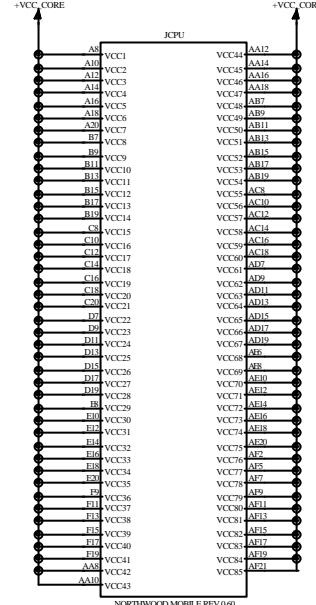 +VCC_CORE +VCC_COR
JCPU
A8 VCC1 VCC44 AA12
A10 VCC2 VCC45 AA14
A12 VCC3 VCC46 AA16
A14 VCC4 VCC47 AA18
A16 VCC5 VCC48 AB7
A18 VCC6 VCC49 AB9
A20 VCC7 VCC50 AB11
B7 VCC8 VCC51 AB13
B9 VCC9 VCC52 AB15
B11 VCC10 VCC53 AB17
B13 VCC11 VCC54 AB19
B15 VCC12 VCC55 AC8
B17 VCC13 VCC56 AC10
B19 VCC14 VCC57 AC12
C8 VCC15 VCC58 AC14
C10 VCC16 VCC59 AC16
C12 VCC17 VCC60 AC18
C14 VCC18 VCC61 AD7
C16 VCC19 VCC62 AD9
C18 VCC20 VCC63 AD11
C20 VCC21 VCC64 AD13
D7 VCC22 VCC65 AD15
D9 VCC23 VCC66 AD17
D11 VCC24 VCC67 AD19
D13 VCC25 VCC68 AE6
D15 VCC26 VCC69 AE8
D17 VCC27 VCC70 AE10
D19 VCC28 VCC71 AE12
E8 VCC29 VCC72 AE14
E10 VCC30 VCC73 AE16
E12 VCC31 VCC74 AE18
E14 VCC32 VCC75 AE20
E16 VCC33 VCC76 AF2
E18 VCC34 VCC77 AF5
E20 VCC35 VCC78 AF7
F9 VCC36 VCC79 AF9
F11 VCC37 VCC80 AF11
F13 VCC38 VCC81 AF13
F15 VCC39 VCC82 AF15
F17 VCC40 VCC83 AF17
F19 VCC41 VCC84 AF19
AA8 VCC42 VCC85 AF21
AA10 VCC43
NORTHWOOD MOBILE REV 0.60